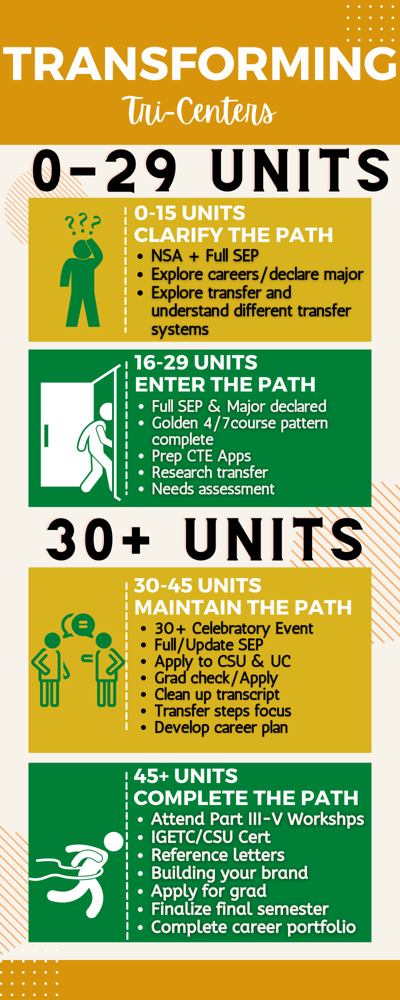 TRANSFORMING
Tri-Centers
0-29 UNITS
???
0-15 UNITS
CLARIFY THE PATH
• NSA + Full SEP
• Explore careers/declare major
• Explore transfer and
understand different transfer
systems
16-29 UNITS
ENTER THE PATH
• Full SEP & Major declared
• Golden 4/7course pattern
complete
• Prep CTE Apps
• Research transfer
• Needs assessment
30+ UNITS
30-45 UNITS
MAINTAIN THE PATH
• 30+ Celebratory Event
• Full/Update SEP
• Apply to CSU & UC
• Grad check/Apply
• Clean up transcript
• Transfer steps focus
• Develop career plan
45+ UNITS
COMPLETE THE PATH
• Attend Part III-V Workshps
• IGETC/CSU Cert
• Reference letters
• Building your brand
• Apply for grad
• Finalize final semester
• Complete career portfolio